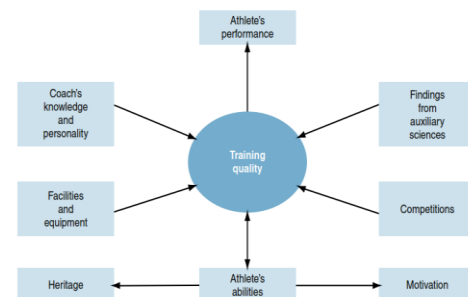 Athlete's
performance
Coach's
knowledge
and
personality
Findings
from
auxiliary
sciences
Training
quality
Facilities
and
equipment
Competitions
Heritage
Athlete's
abilities
Motivation